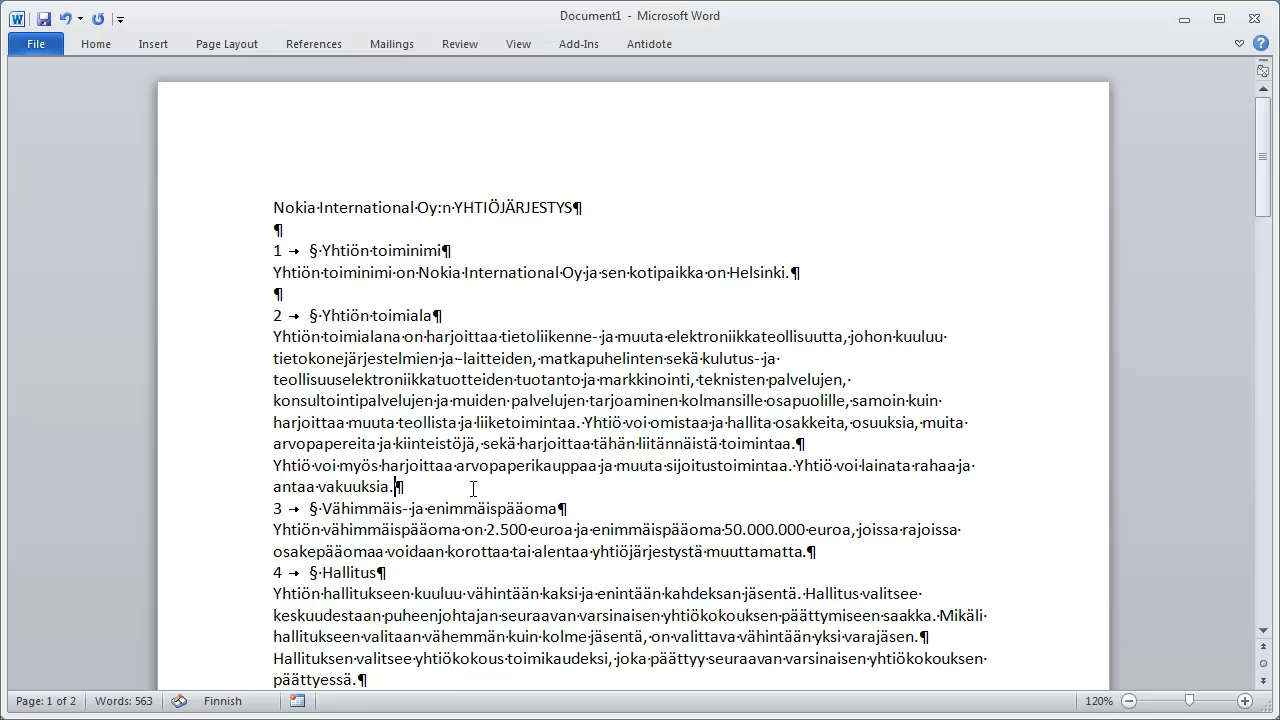 Document1 - Microsoft Word
File Home Insert Page Layout References Mailings Review View Add-Ins Antidote
Nokia·International·Oy:n·YHTIÖJÄRJESTYS¶
¶
1 → §·Yhtiön·toiminimi¶
Yhtiön·toiminimi·on·Nokia·International·Oy·ja·sen·kotipaikka·on·Helsinki.¶
¶
2 → §·Yhtiön·toimiala¶
Yhtiön·toimialana·on·harjoittaa·tietoliikenne-·ja·muuta·elektroniikkateollisuutta,·johon·kuuluu·
tietokonejärjestelmien·ja·-laitteiden,·matkapuhelinten·sekä·kulutus-·ja·
teollisuuselektroniikkatuotteiden·tuotanto·ja·markkinointi,·teknisten·palvelujen,·
konsultointipalvelujen·ja·muiden·palvelujen·tarjoaminen·kolmansille·osapuolille,·samoin·kuin·
harjoittaa·muuta·teollista·ja·liiketoimintaa.·Yhtiö·voi·omistaa·ja·hallita·osakkeita,·osuuksia,·muita·
arvopapereita·ja·kiinteistöjä,·sekä·harjoittaa·tähän·liitännäistä·toimintaa.¶
Yhtiö·voi·myös·harjoittaa·arvopaperikauppaa·ja·muuta·sijoitustoimintaa.·Yhtiö·voi·lainata·rahaa·ja·
antaa·vakuuksia.¶
3 → §·Vähimmäis-·ja·enimmäispääoma¶
Yhtiön·vähimmäispääoma·on·2.500·euroa·ja·enimmäispääoma·50.000.000·euroa,·joissa·rajoissa·
osakepääomaa·voidaan·korottaa·tai·alentaa·yhtiöjärjestystä·muuttamatta.¶
4 → §·Hallitus¶
Yhtiön·hallitukseen·kuuluu·vähintään·kaksi·ja·enintään·kahdeksan·jäsentä.·Hallitus·valitsee·
keskuudestaan·puheenjohtajan·seuraavan·varsinaisen·yhtiökokouksen·päättymiseen·saakka.·Mikäli·
hallitukseen·valitaan·vähemmän·kuin·kolme·jäsentä,·on·valittava·vähintään·yksi·varajäsen.¶
Hallituksen·valitsee·yhtiökokous·toimikaudeksi,·joka·päättyy·seuraavan·varsinaisen·yhtiökokouksen·
päättyessä.¶
Page: 1 of 2 Words: 563 Finnish 120%